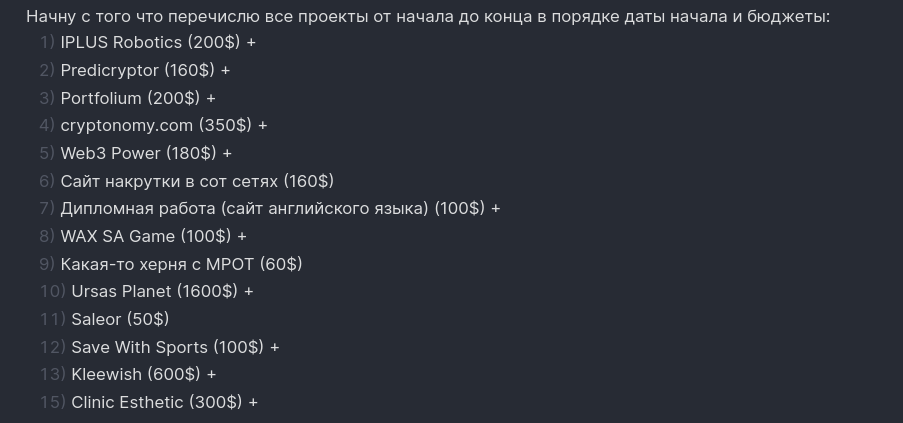 Начну с того что перечислю все проекты от начала до конца в порядке даты начала и бюджеты:
1) IPLUS Robotics (200$) +
2) Predicryptor (160$) +
3) Portfolium (200$) +
4) cryptonomy.com (350$) +
5) Web3 Power (180$) +
6) Сайт накрутки в сот сетях (160$)
7) Дипломная работа (сайт английского языка) (100$) +
8) WAX SA Game (100$) +
9) Какая-то херня с МРОТ (60$)
10) Ursas Planet (1600$) +
11) Saleor (50$)
12) Save With Sports (100$) +
13) Kleewish (600$) +
15) Clinic Esthetic (300$) +